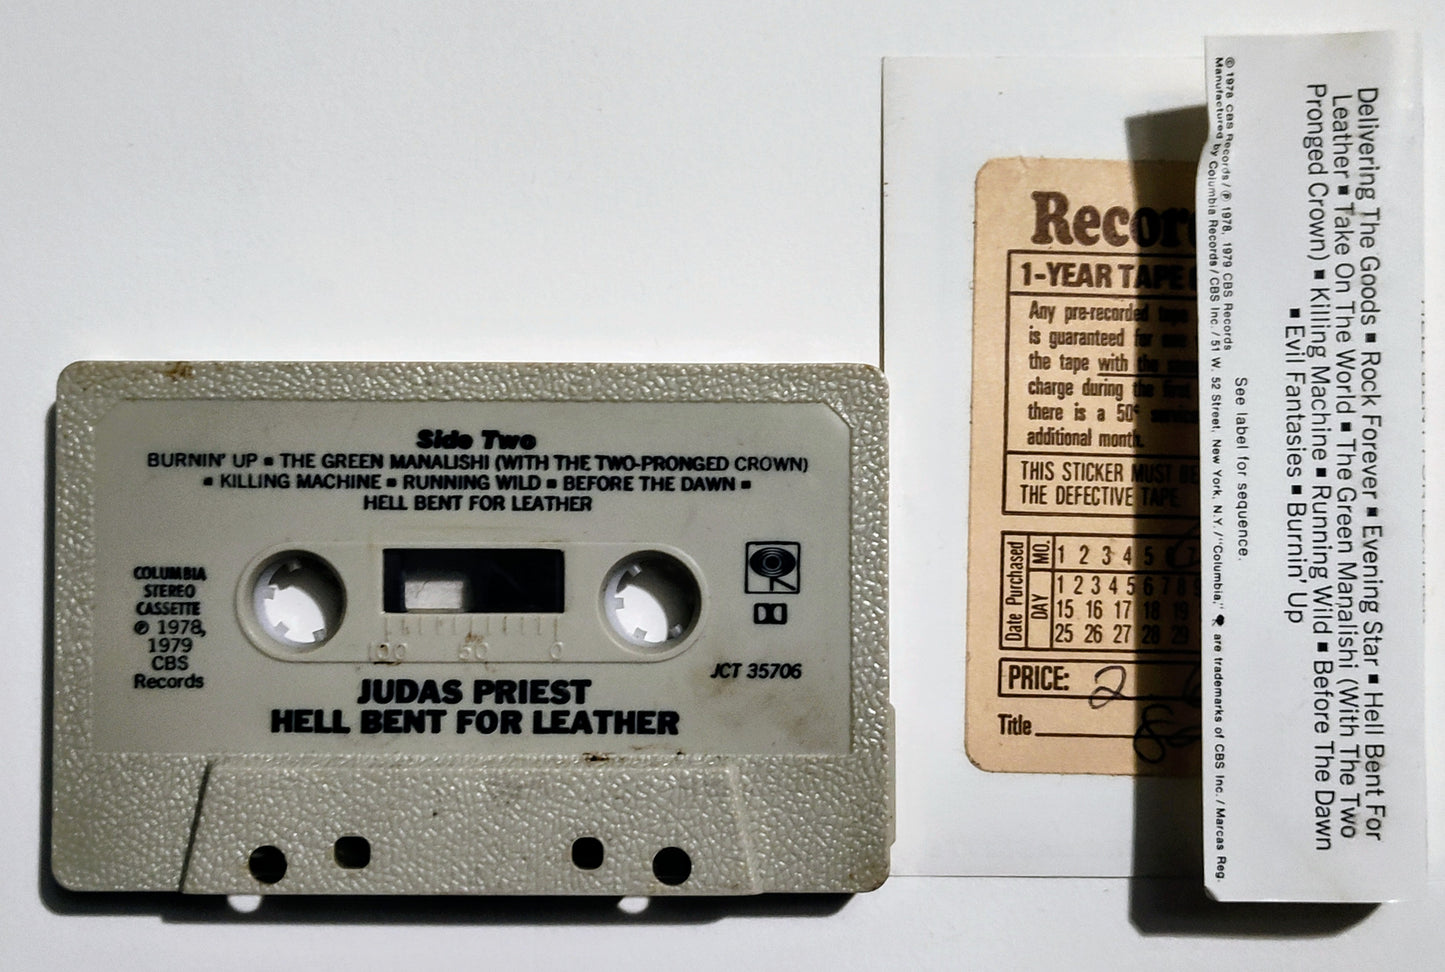 Side Two
BURNIN' UP ▪ THE GREEN MANALISHI (WITH THE TWO-PRONGED CROWN)
▪ KILLING MACHINE ▪ RUNNING WILD ▪ BEFORE THE DAWN ▪
HELL BENT FOR LEATHER
COLUMBIA
STEREO
CASSETTE
℗ 1978,
1979
CBS
Records
100 50 0
JCT 35706
JUDAS PRIEST
HELL BENT FOR LEATHER
1-YEAR TAPE
Any pre-recorded tape
is guaranteed for one
the tape with the
charge during the first
there is a 50¢
additional month.
THIS STICKER MUST BE
THE DEFECTIVE TAPE
Date Purchased
MO.
1 2 3 4 5 6 7
DAY
1 2 3 4 5 6 7 8 9
15 16 17 18 19
25 26 27 28 29
PRICE: 2.
Title
Delivering The Goods ▪ Rock Forever ▪ Evening Star ▪ Hell Bent For
Leather ▪ Take On The World ▪ The Green Manalishi (With The Two
Pronged Crown) ▪ Killing Machine ▪ Running Wild ▪ Before The Dawn
▪ Evil Fantasies ▪ Burnin' Up
See label for sequence.
© 1978 CBS Records / ℗ 1978, 1979 CBS Records
Manufactured by Columbia Records / CBS Inc. / 51 W. 52 Street, New York, N.Y. / "Columbia," are trademarks of CBS Inc. / Marcas Reg.